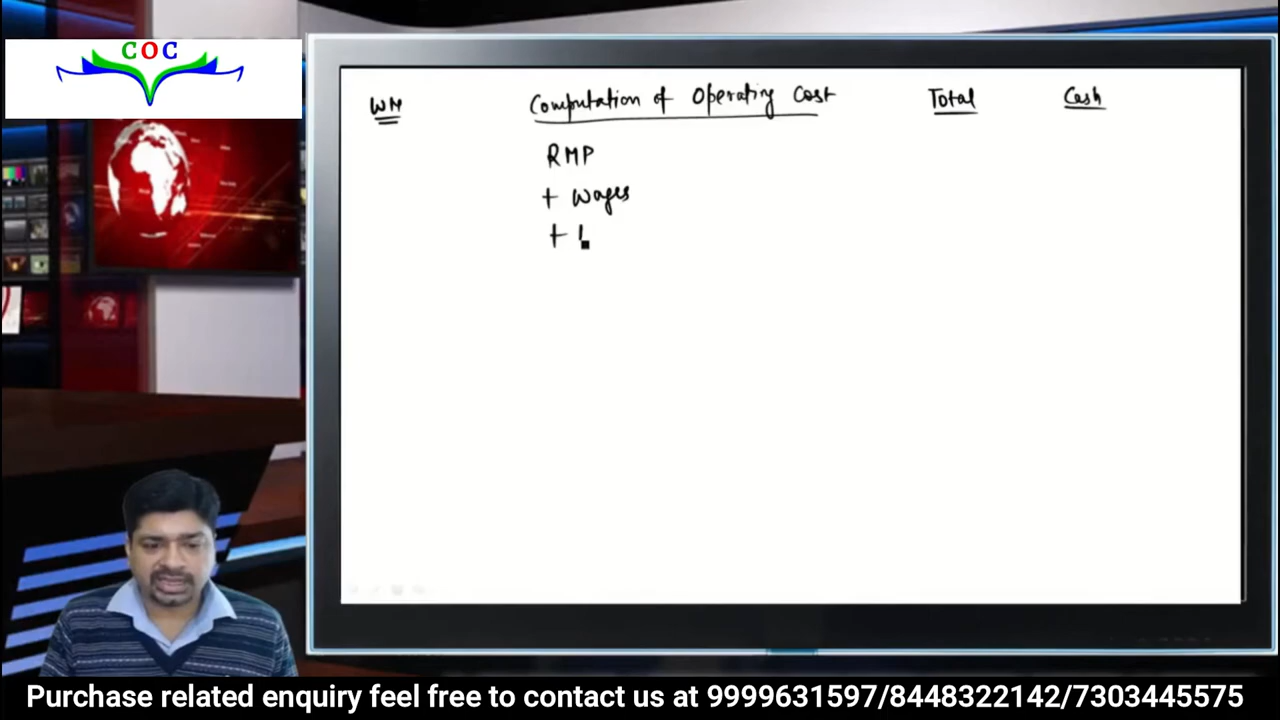 COC
WN Computation of Operating Cost Total Cash
RMP
+ Wages
+
Purchase related enquiry feel free to contact us at 9999631597/8448322142/7303445575